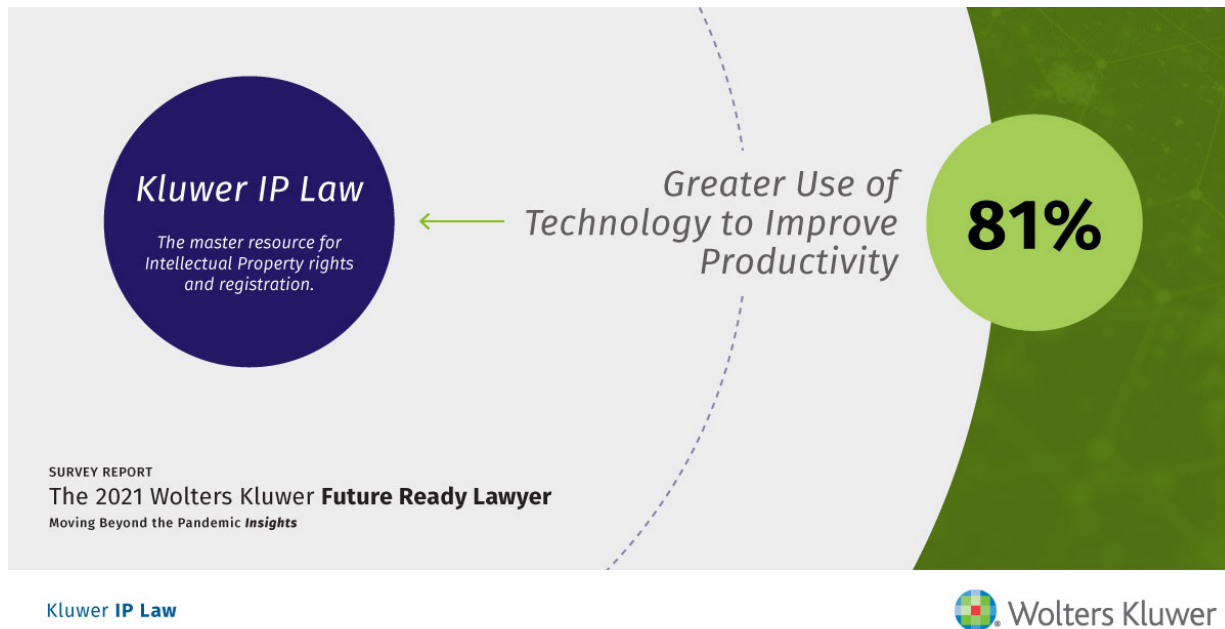 Kluwer IP Law
The master resource for
Intellectual Property rights
and registration.
Greater Use of
Technology to Improve
Productivity
81%
SURVEY REPORT
The 2021 Wolters Kluwer Future Ready Lawyer
Moving Beyond the Pandemic Insights
Kluwer IP Law
Wolters Kluwer